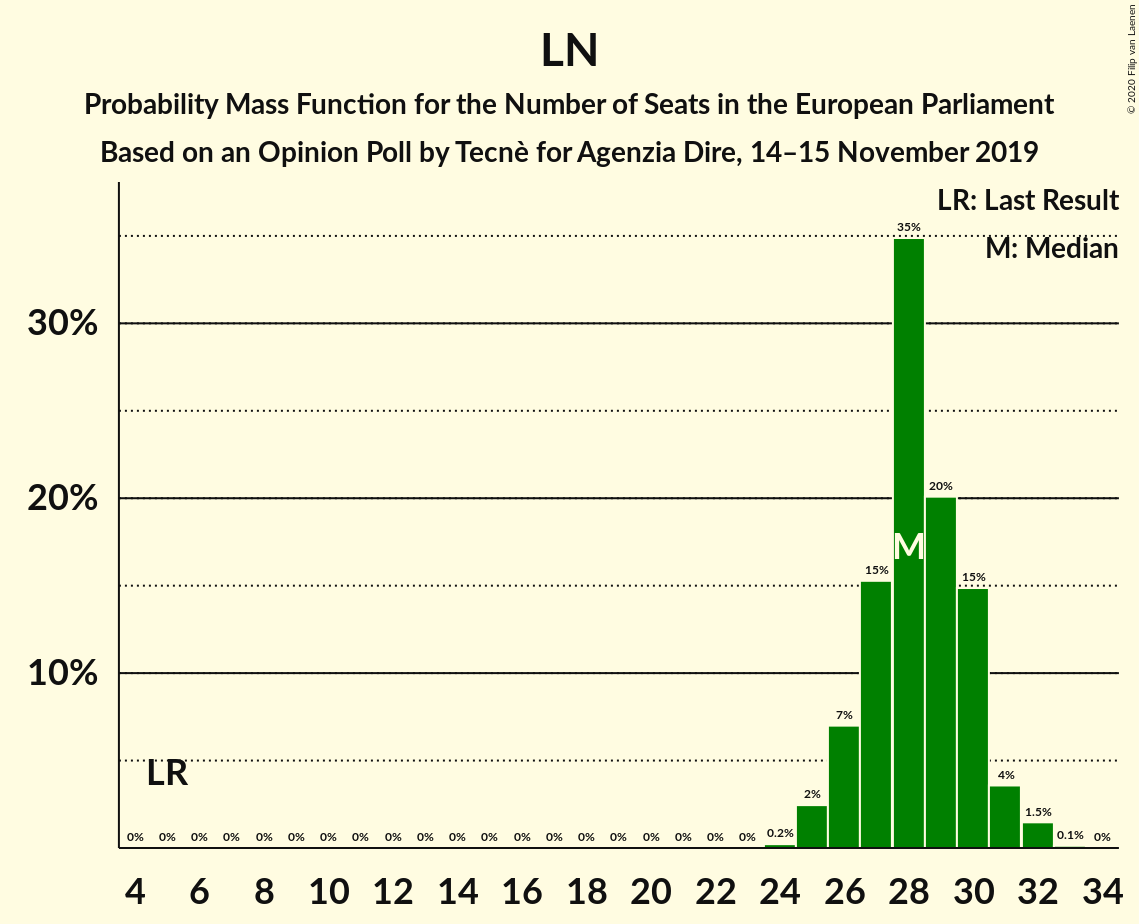 LN
Probability Mass Function for the Number of Seats in the European Parliament
Based on an Opinion Poll by Tecnè for Agenzia Dire, 14–15 November 2019
© 2020 Filip van Laenen
LR: Last Result
M: Median
35%
30%
20%
20%
M
15%
15%
10%
7%
LR
4%
2%
1.5%
0% 0% 0% 0% 0% 0% 0% 0% 0% 0% 0% 0% 0% 0% 0% 0% 0% 0% 0% 0% 0.2% 0.1% 0%
4 6 8 10 12 14 16 18 20 22 24 26 28 30 32 34